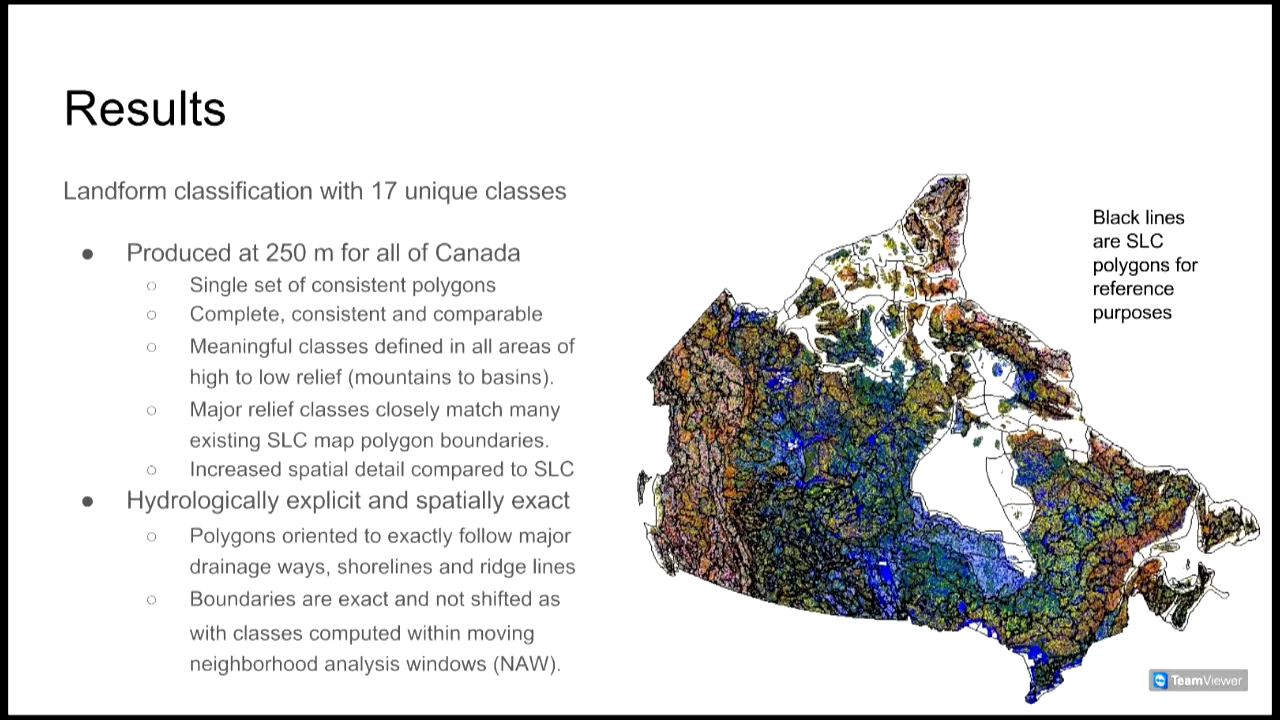 Results
Landform classification with 17 unique classes
● Produced at 250 m for all of Canada
○ Single set of consistent polygons
○ Complete, consistent and comparable
○ Meaningful classes defined in all areas of
high to low relief (mountains to basins).
○ Major relief classes closely match many
existing SLC map polygon boundaries.
○ Increased spatial detail compared to SLC
● Hydrologically explicit and spatially exact
○ Polygons oriented to exactly follow major
drainage ways, shorelines and ridge lines
○ Boundaries are exact and not shifted as
with classes computed within moving
neighborhood analysis windows (NAW).
Black lines
are SLC
polygons for
reference
purposes
TeamViewer